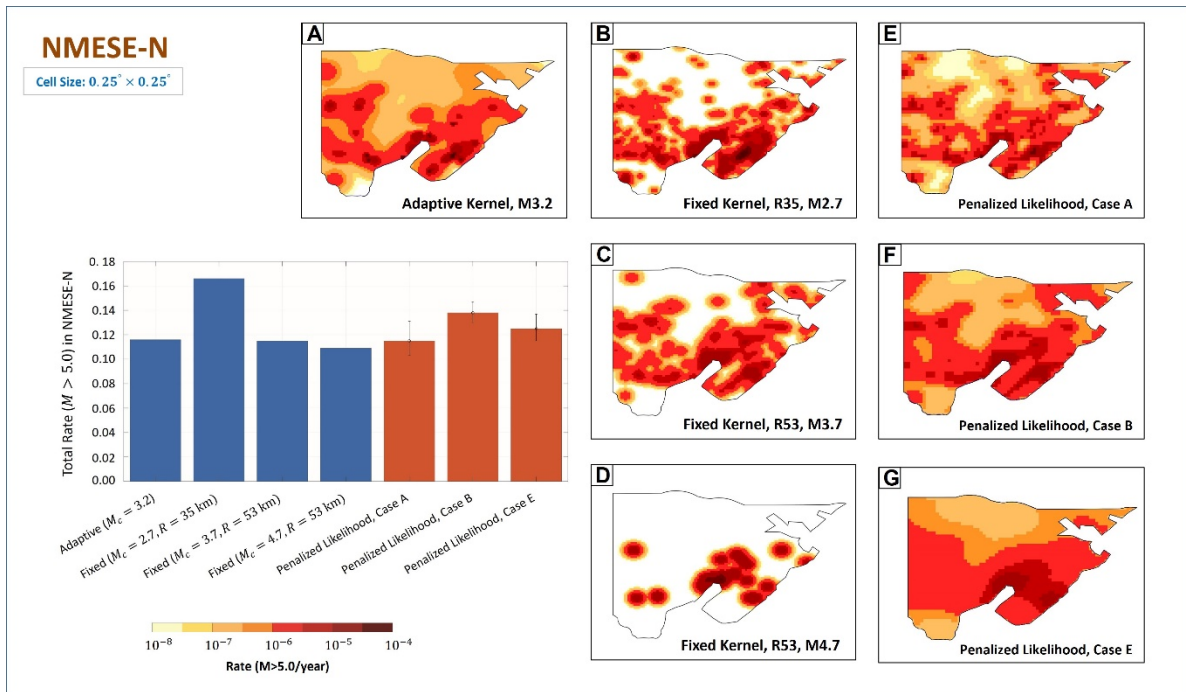 NMESE-N
Cell Size: 0.25° × 0.25°
A
Adaptive Kernel, M3.2
B
Fixed Kernel, R35, M2.7
E
Penalized Likelihood, Case A
C
Fixed Kernel, R53, M3.7
F
Penalized Likelihood, Case B
D
Fixed Kernel, R53, M4.7
G
Penalized Likelihood, Case E
Total Rate (M > 5.0) in NMESE-N
0.18
0.16
0.14
0.12
0.10
0.08
0.06
0.04
0.02
0.00
Adaptive (M_c = 3.2)
Fixed (M_c = 2.7, R = 35 km)
Fixed (M_c = 3.7, R = 53 km)
Fixed (M_c = 4.7, R = 53 km)
Penalized Likelihood, Case A
Penalized Likelihood, Case B
Penalized Likelihood, Case E
10⁻⁸ 10⁻⁷ 10⁻⁶ 10⁻⁵ 10⁻⁴
Rate (M>5.0/year)